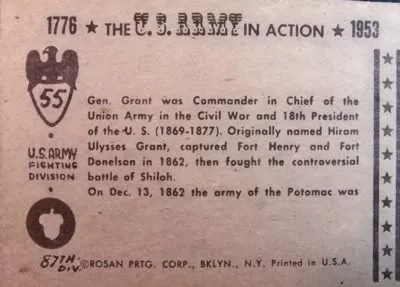 1776 ★ THE U. S. ARMY IN ACTION ★ 1953
55
U.S. ARMY
FIGHTING
DIVISION
87TH
DIV.
Gen. Grant was Commander in Chief of the
Union Army in the Civil War and 18th President
of the U. S. (1869-1877). Originally named Hiram
Ulysses Grant, captured Fort Henry and Fort
Donelson in 1862, then fought the controversial
battle of Shiloh.
On Dec. 13, 1862 the army of the Potomac was
©ROSAN PRTG. CORP., BKLYN., N.Y. Printed in U.S.A.